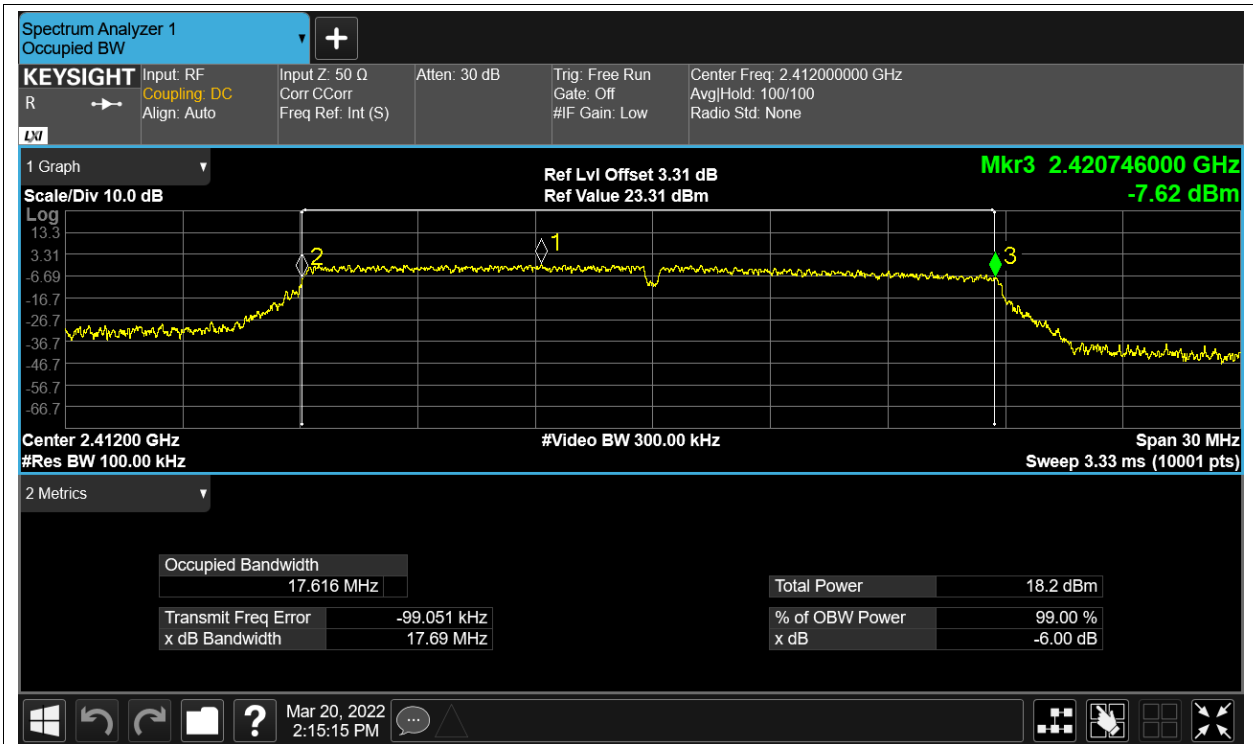 Spectrum Analyzer 1
Occupied BW
KEYSIGHT
R
LXI
Input: RF
Coupling: DC
Align: Auto
Input Z: 50 Ω
Corr CCorr
Freq Ref: Int (S)
Atten: 30 dB
Trig: Free Run
Gate: Off
#IF Gain: Low
Center Freq: 2.412000000 GHz
Avg|Hold: 100/100
Radio Std: None
1 Graph
Scale/Div 10.0 dB
Ref Lvl Offset 3.31 dB
Ref Value 23.31 dBm
Mkr3 2.420746000 GHz
-7.62 dBm
Log
13.3
3.31
-6.69
-16.7
-26.7
-36.7
-46.7
-56.7
-66.7
2
1
3
Center 2.41200 GHz
#Video BW 300.00 kHz
Span 30 MHz
#Res BW 100.00 kHz
Sweep 3.33 ms (10001 pts)
2 Metrics
Occupied Bandwidth
17.616 MHz
Total Power 18.2 dBm
Transmit Freq Error -99.051 kHz
% of OBW Power 99.00 %
x dB Bandwidth 17.69 MHz
x dB -6.00 dB
?
Mar 20, 2022
2:15:15 PM